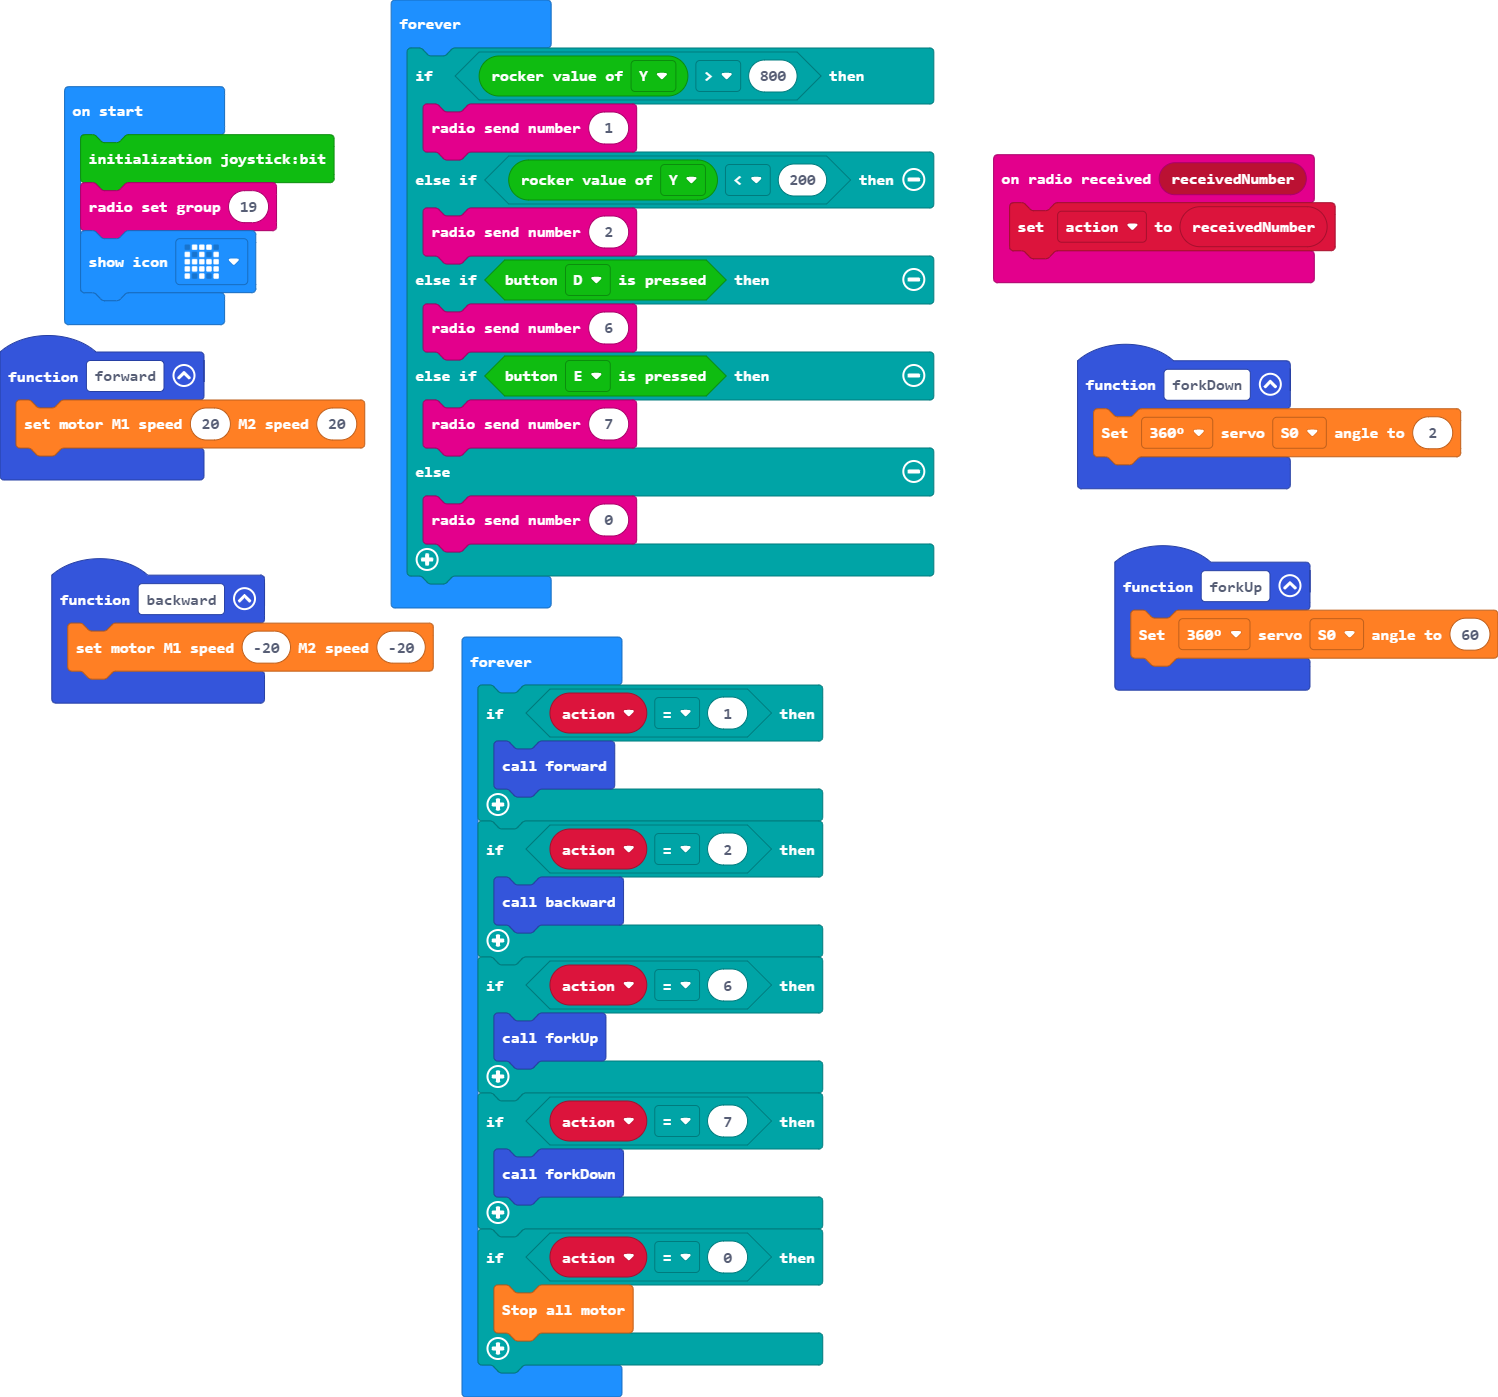 on start
initialization joystick:bit
radio set group 19
show icon
function forward
set motor M1 speed 20 M2 speed 20
function backward
set motor M1 speed -20 M2 speed -20
forever
if rocker value of Y > 800 then
radio send number 1
else if rocker value of Y < 200 then
radio send number 2
else if button D is pressed then
radio send number 6
else if button E is pressed then
radio send number 7
else
radio send number 0
forever
if action = 1 then
call forward
if action = 2 then
call backward
if action = 6 then
call forkUp
if action = 7 then
call forkDown
if action = 0 then
Stop all motor
on radio received receivedNumber
set action to receivedNumber
function forkDown
Set 360° servo S0 angle to 2
function forkUp
Set 360° servo S0 angle to 60